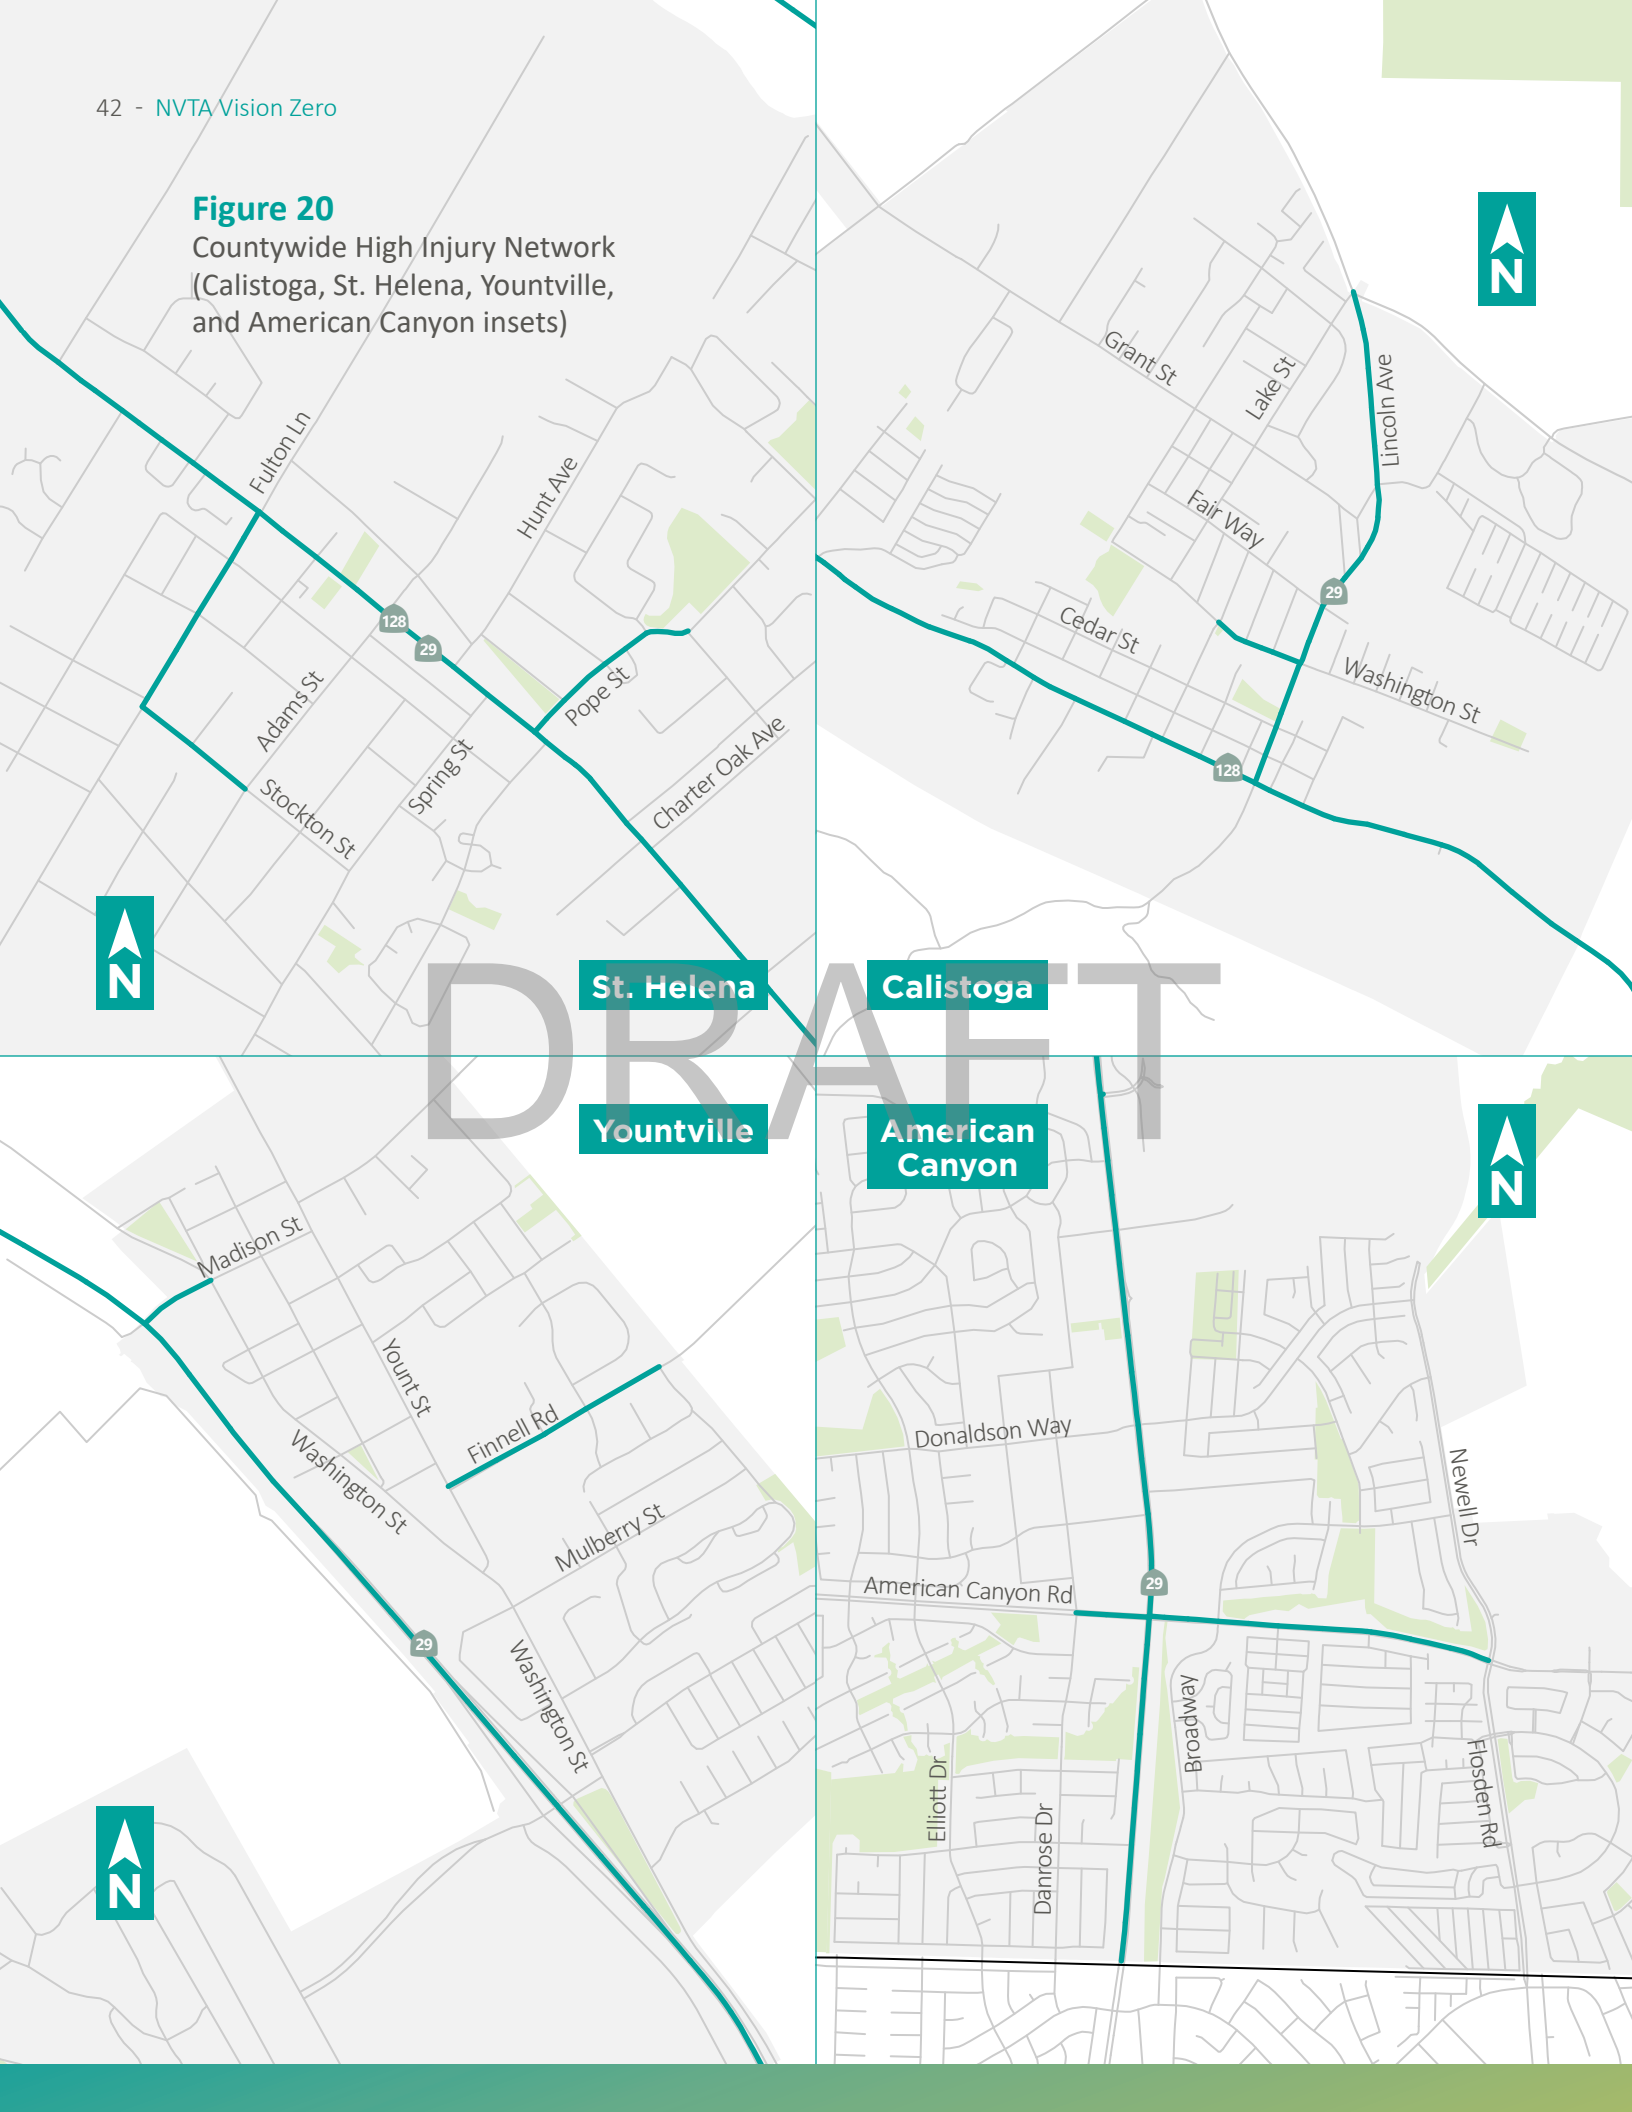 42 - NVTA Vision Zero
Figure 20
Countywide High Injury Network
(Calistoga, St. Helena, Yountville,
and American Canyon insets)
Fulton Ln
Hunt Ave
128
29
Adams St
Pope St
Spring St
Stockton St
Charter Oak Ave
N
St. Helena
N
Grant St
Lake St
Lincoln Ave
Fair Way
29
Cedar St
Washington St
128
Calistoga
DRAFT
Yountville
Madison St
Yount St
Finnell Rd
Washington St
Mulberry St
29
Washington St
N
American
Canyon
N
Donaldson Way
Newell Dr
American Canyon Rd
29
Broadway
Elliott Dr
Danrose Dr
Flosden Rd